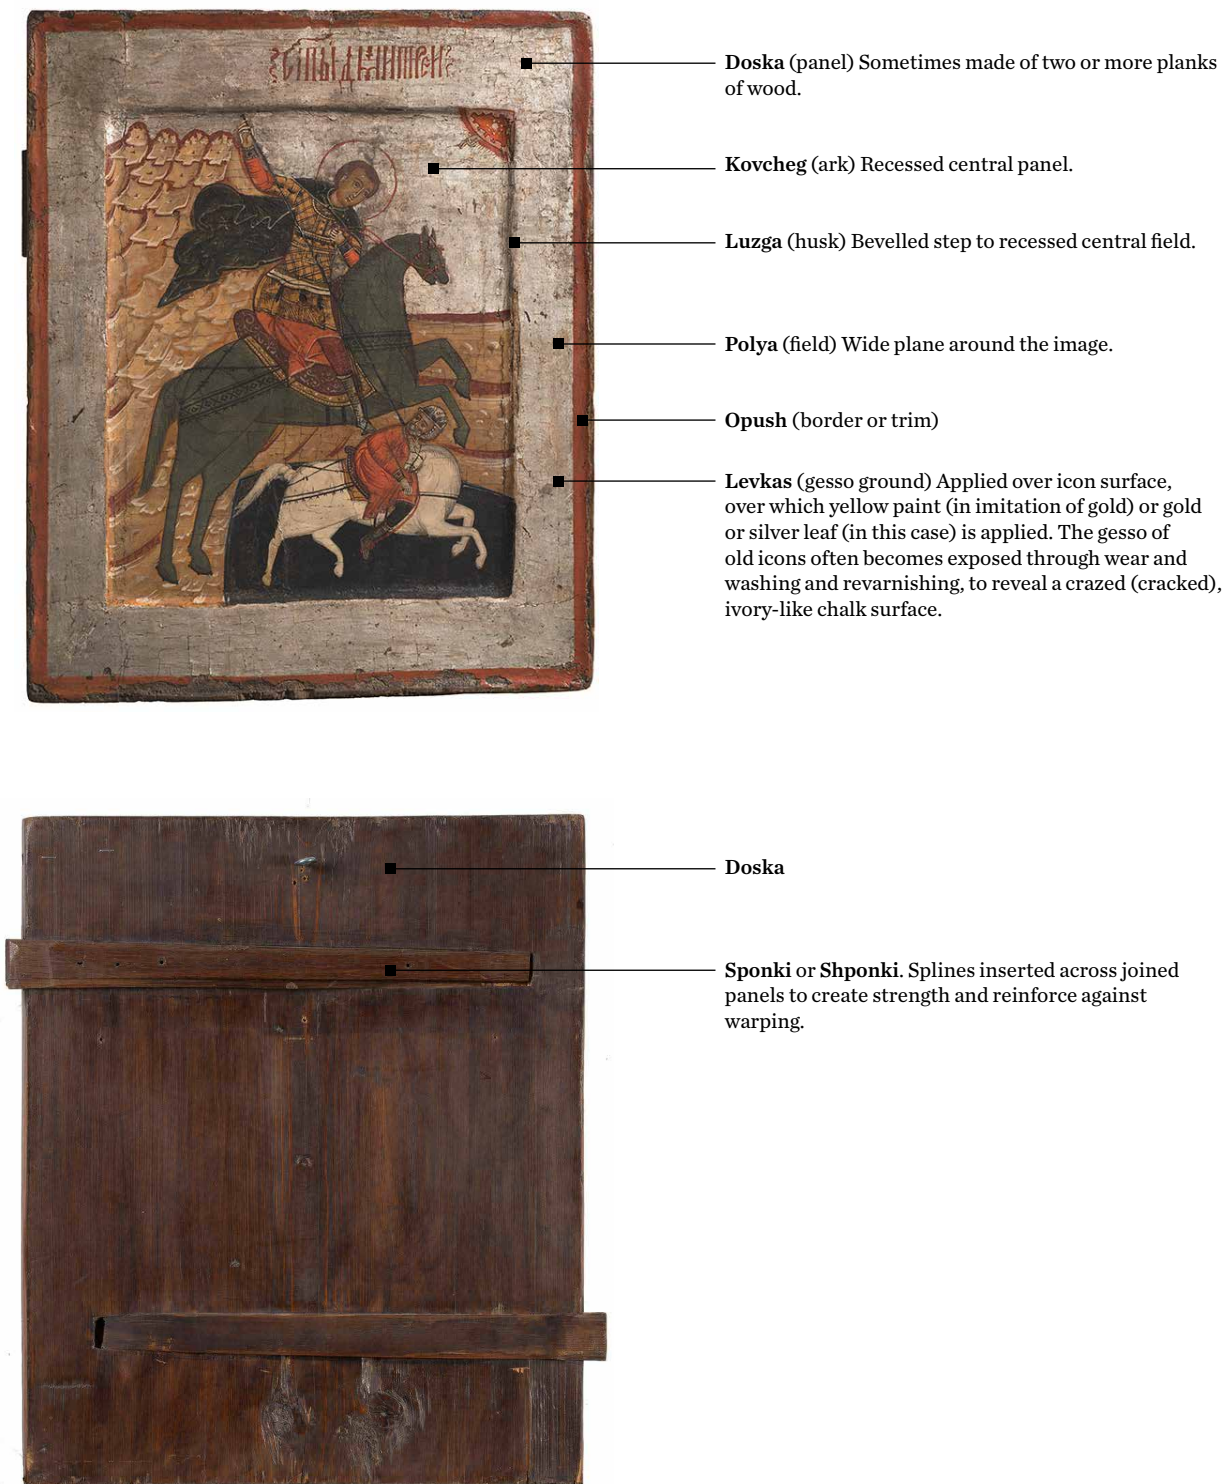 Doska (panel) Sometimes made of two or more planks
of wood.
Kovcheg (ark) Recessed central panel.
Luzga (husk) Bevelled step to recessed central field.
Polya (field) Wide plane around the image.
Opush (border or trim)
Levkas (gesso ground) Applied over icon surface,
over which yellow paint (in imitation of gold) or gold
or silver leaf (in this case) is applied. The gesso of
old icons often becomes exposed through wear and
washing and revarnishing, to reveal a crazed (cracked),
ivory-like chalk surface.
Doska
Sponki or Shponki. Splines inserted across joined
panels to create strength and reinforce against
warping.